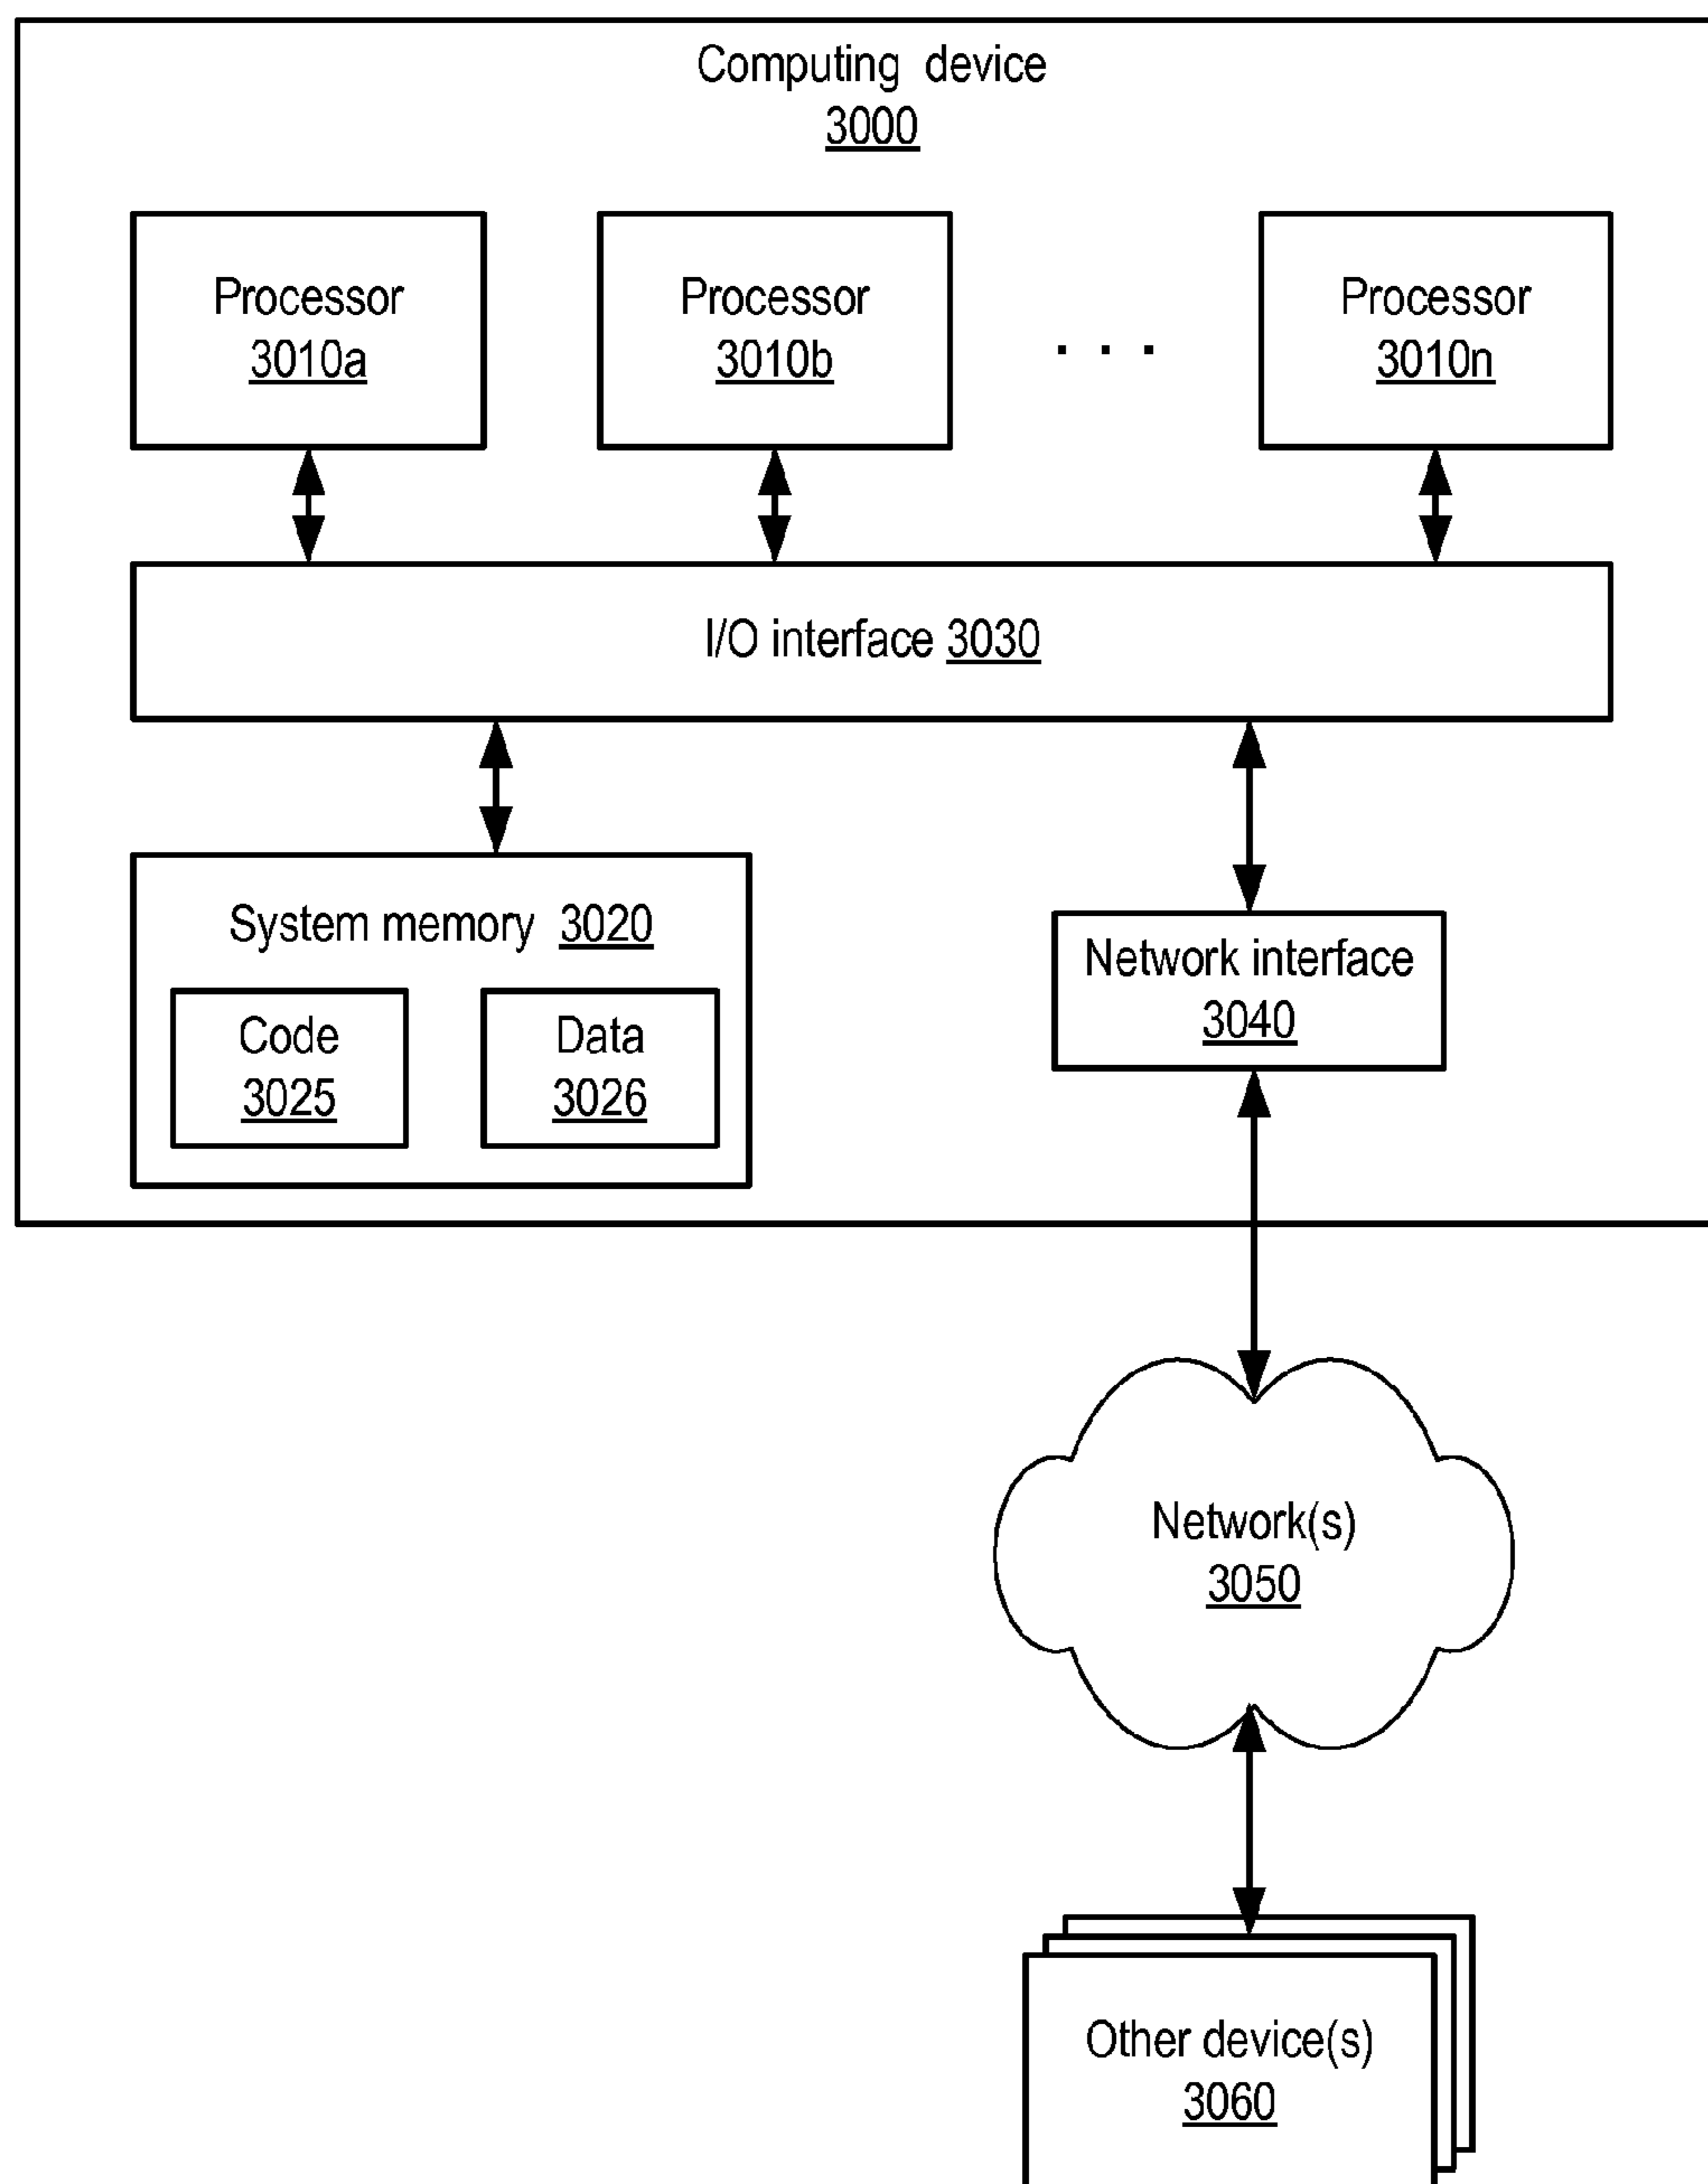 Computing device
3000
Processor
3010a
Processor
3010b
. . .
Processor
3010n
I/O interface 3030
System memory 3020
Code
3025
Data
3026
Network interface
3040
Network(s)
3050
Other device(s)
3060